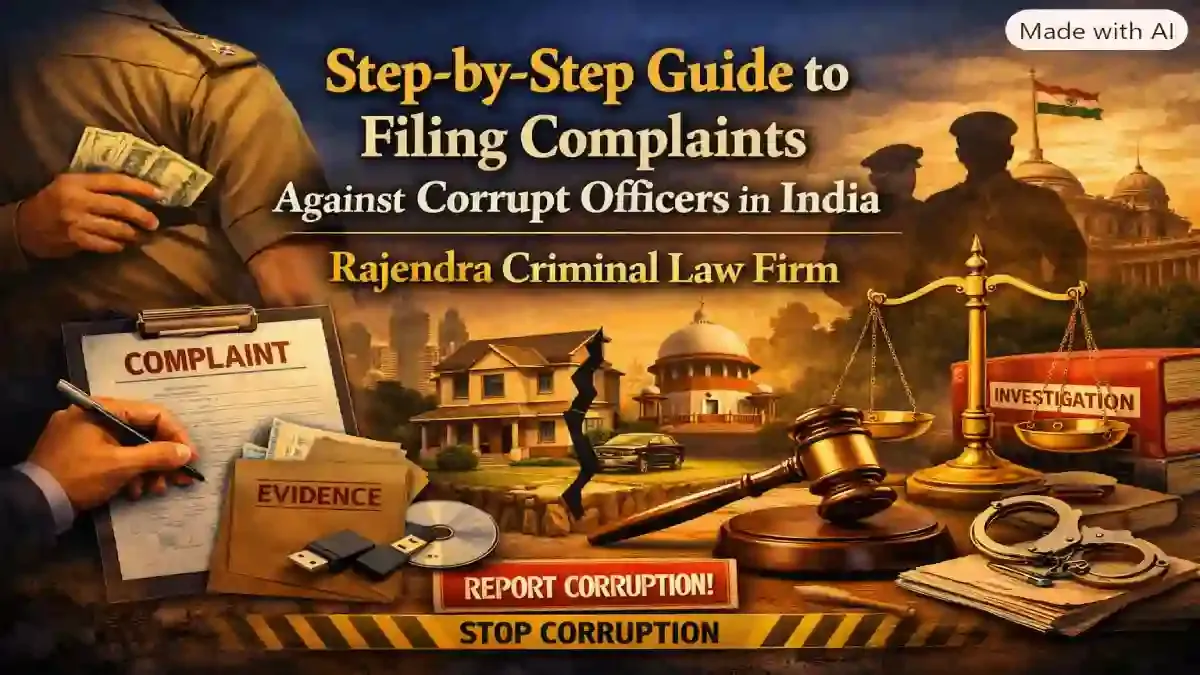 Made with AI
Step-by-Step Guide to
Filing Complaints
Against Corrupt Officers in India
Rajendra Criminal Law Firm
COMPLAINT
EVIDENCE
INVESTIGATION
REPORT CORRUPTION!
STOP CORRUPTION